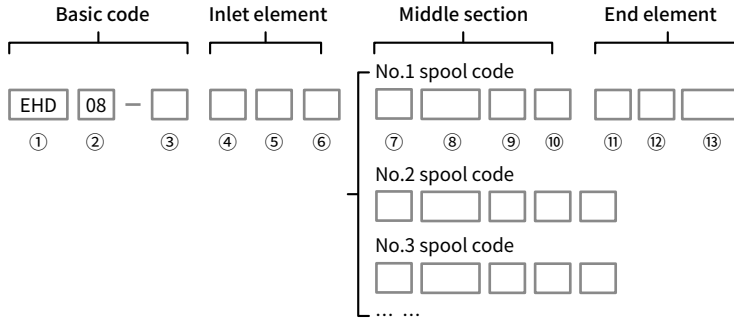 Basic code Inlet element Middle section End element
No.1 spool code
EHD 08 –
① ② ③ ④ ⑤ ⑥ ⑦ ⑧ ⑨ ⑩ ⑪ ⑫ ⑬
No.2 spool code
No.3 spool code
... ...